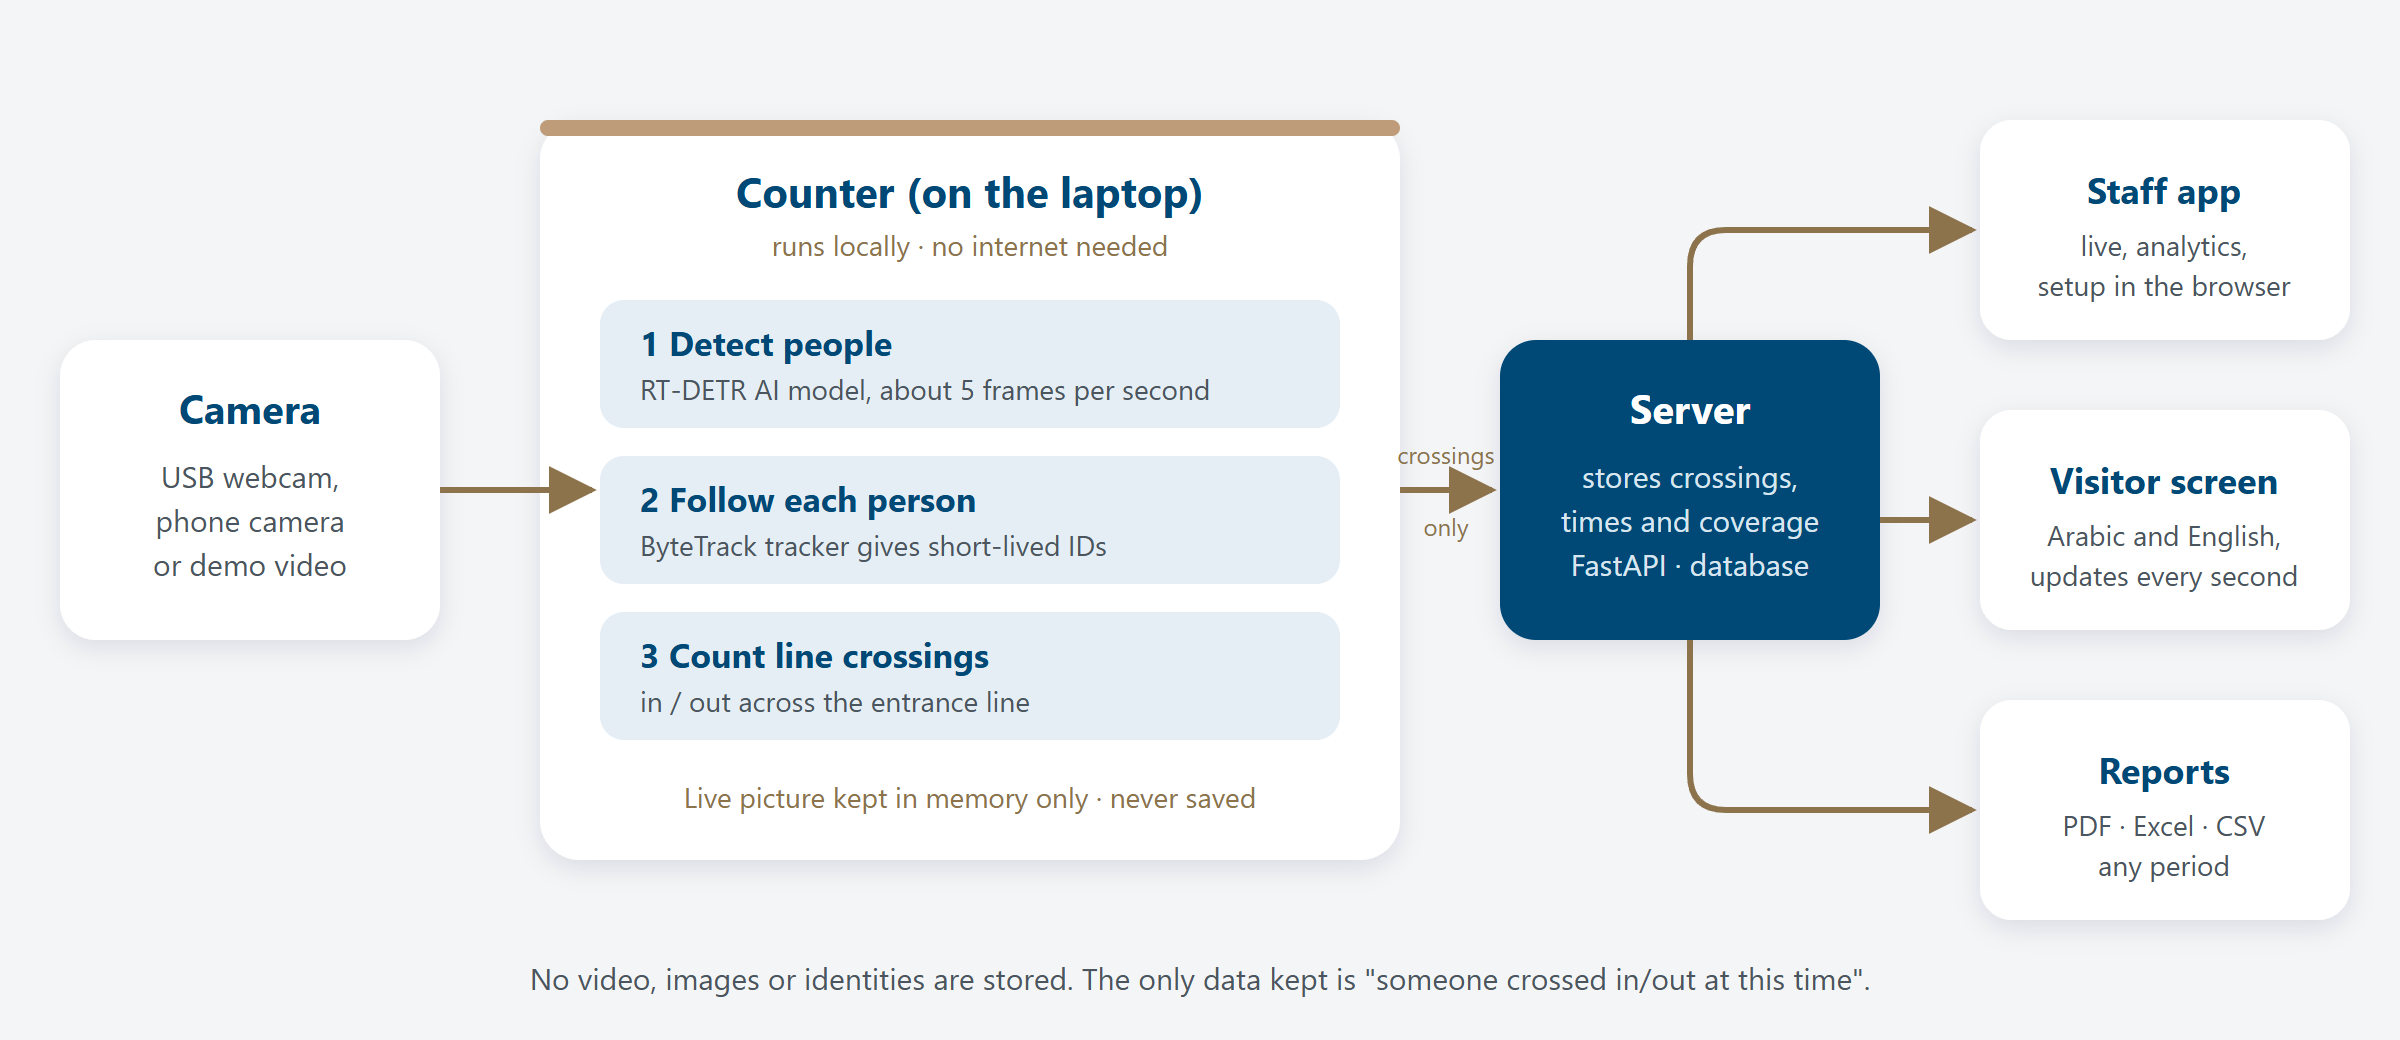 Camera
USB webcam,
phone camera
or demo video
Counter (on the laptop)
runs locally · no internet needed
1 Detect people
RT-DETR AI model, about 5 frames per second
2 Follow each person
ByteTrack tracker gives short-lived IDs
3 Count line crossings
in / out across the entrance line
Live picture kept in memory only · never saved
crossings
only
Server
stores crossings,
times and coverage
FastAPI · database
Staff app
live, analytics,
setup in the browser
Visitor screen
Arabic and English,
updates every second
Reports
PDF · Excel · CSV
any period
No video, images or identities are stored. The only data kept is "someone crossed in/out at this time".